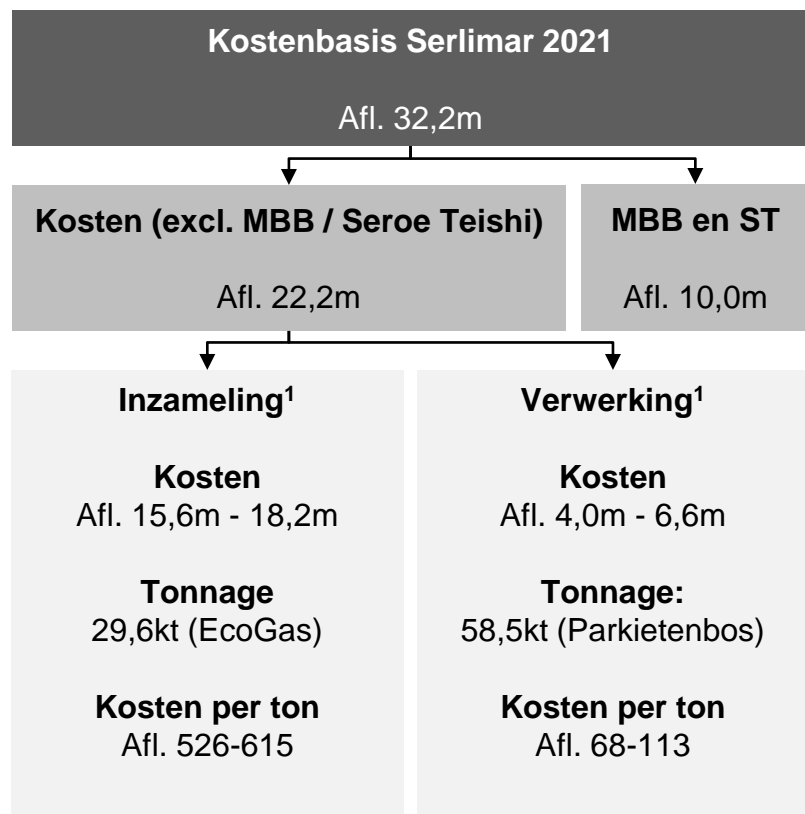 Kostenbasis Serlimar 2021
Afl. 32,2m
Kosten (excl. MBB / Seroe Teishi)
Afl. 22,2m
MBB en ST
Afl. 10,0m
Inzameling¹
Kosten
Afl. 15,6m - 18,2m
Tonnage
29,6kt (EcoGas)
Kosten per ton
Afl. 526-615
Verwerking¹
Kosten
Afl. 4,0m - 6,6m
Tonnage:
58,5kt (Parkietenbos)
Kosten per ton
Afl. 68-113